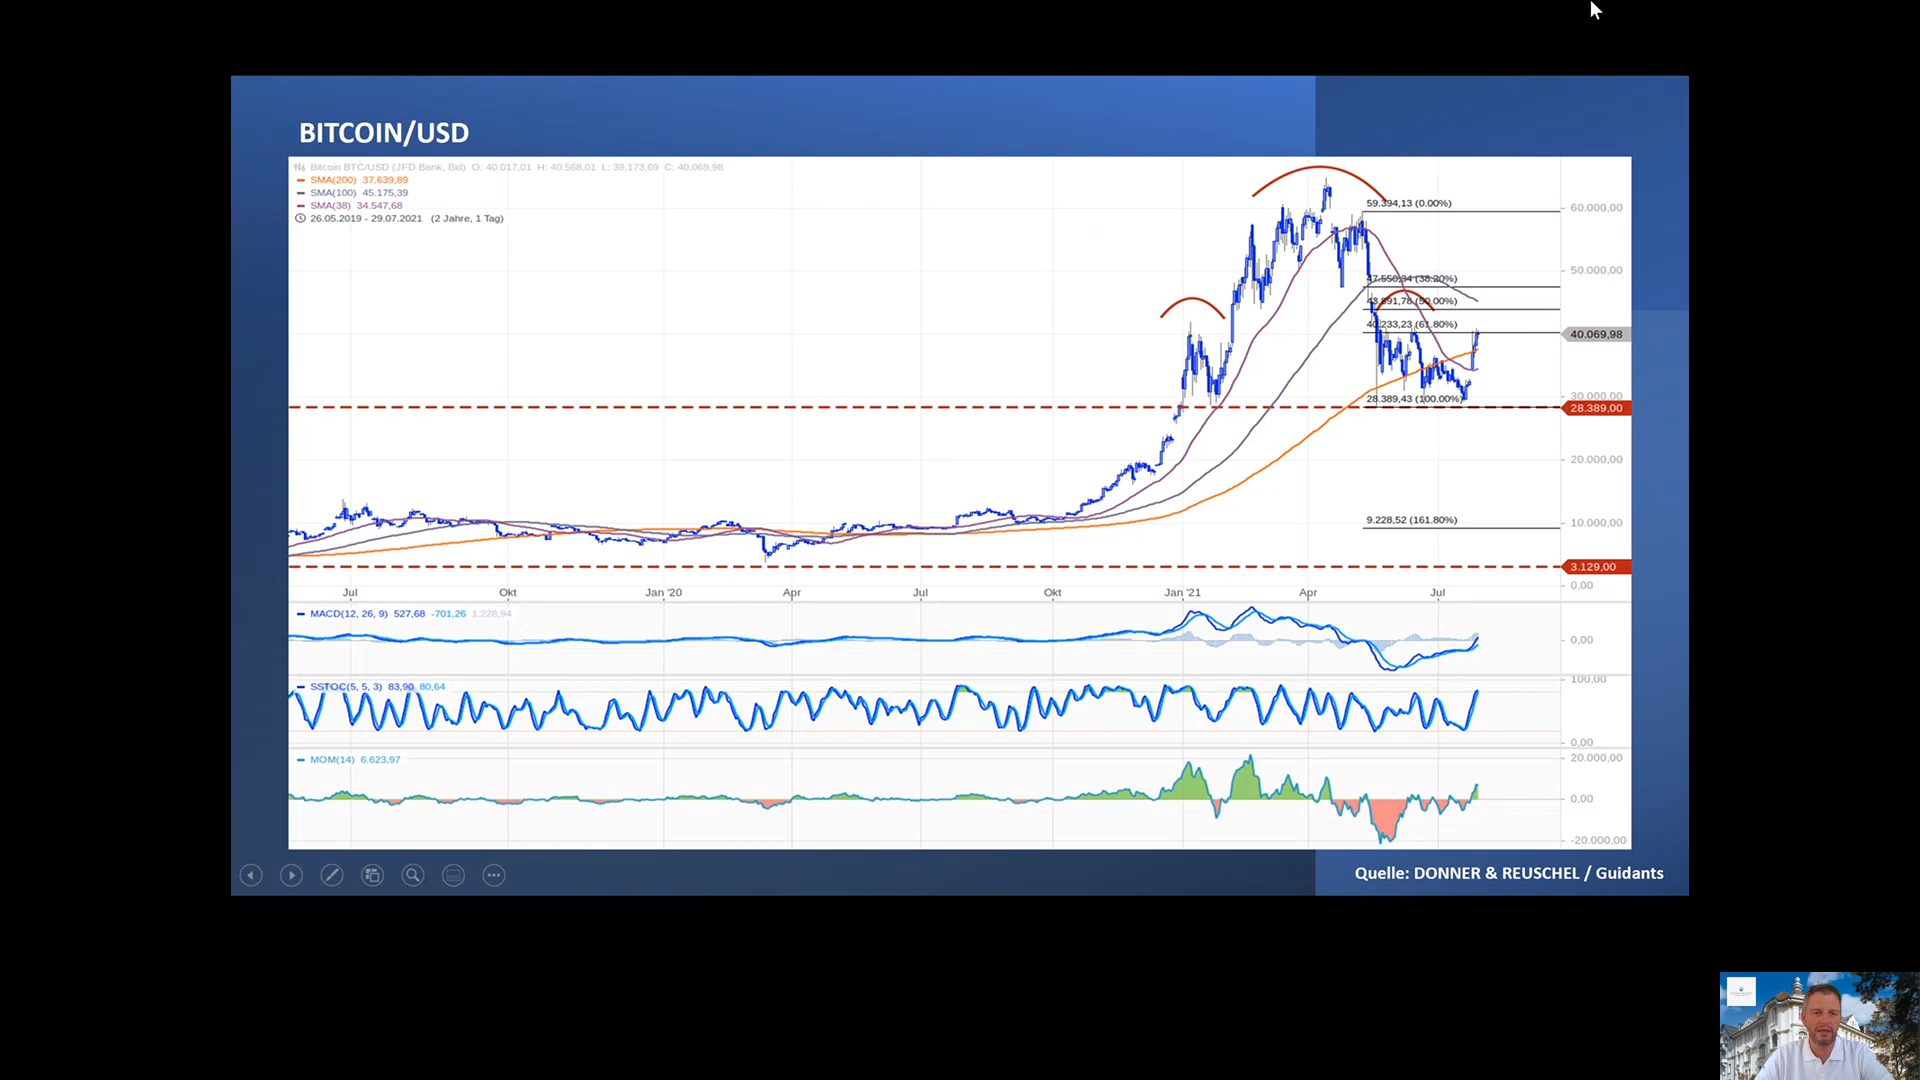 BITCOIN/USD
Bitcoin BTC/USD (JFD Bank, Bid) O: 40.017,01 H: 40.568,01 L: 39.173,69 C: 40.069,98
SMA(200) 37.639,89
SMA(100) 45.175,39
SMA(38) 34.547,68
26.05.2019 - 29.07.2021 (2 Jahre, 1 Tag)
59.394,13 (0.00%)
60.000,00
50.000,00
47.550,34 (38.20%)
43.891,78 (50.00%)
40.233,23 (61.80%)
40.069,98
28.389,43 (100.00%)
30.000,00
28.389,00
20.000,00
9.228,52 (161.80%)
10.000,00
3.129,00
0,00
Jul Okt Jan '20 Apr Jul Okt Jan '21 Apr Jul
MACD(12, 26, 9) 527,68 -701,26 1.228,94
0,00
SSTOC(5, 5, 3) 83,90 80,64
100,00
0,00
MOM(14) 6.623,97
20.000,00
0,00
-20.000,00
Quelle: DONNER & REUSCHEL / Guidants